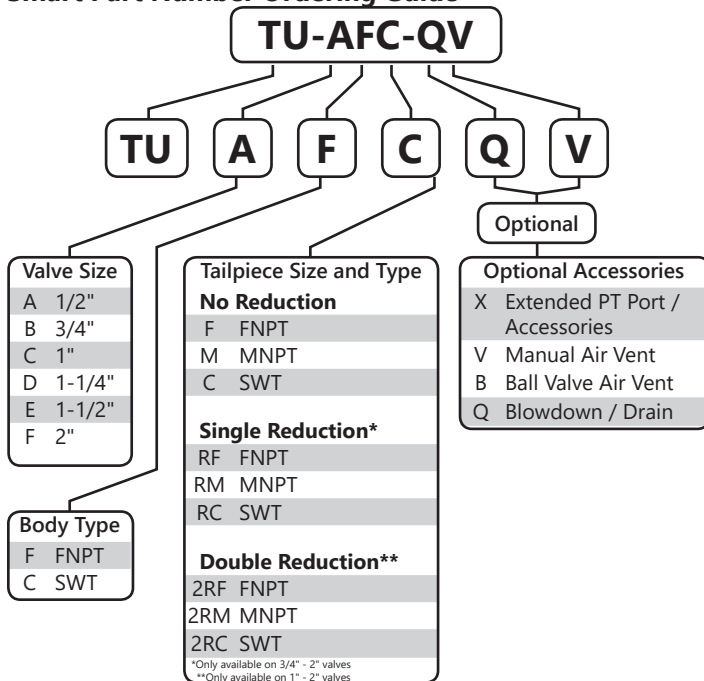 Smart Part Number Ordering Guide
TU-AFC-QV
TU A F C Q V
Optional
Valve Size
A 1/2"
B 3/4"
C 1"
D 1-1/4"
E 1-1/2"
F 2"
Body Type
F FNPT
C SWT
Tailpiece Size and Type
No Reduction
F FNPT
M MNPT
C SWT
Single Reduction*
RF FNPT
RM MNPT
RC SWT
Double Reduction**
2RF FNPT
2RM MNPT
2RC SWT
*Only available on 3/4" - 2" valves
**Only available on 1" - 2" valves
Optional Accessories
X Extended PT Port /
Accessories
V Manual Air Vent
B Ball Valve Air Vent
Q Blowdown / Drain